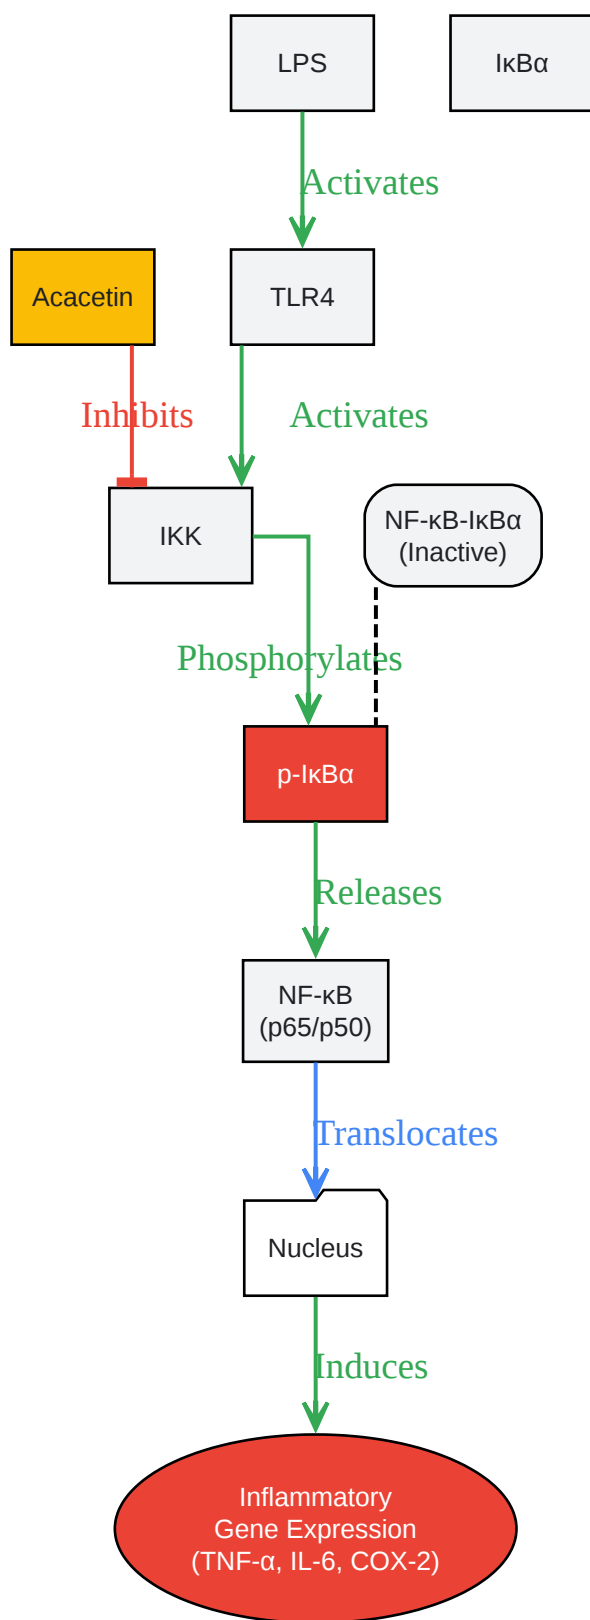 LPS
IκBα
Activates
Acacetin
TLR4
Inhibits
Activates
IKK
NF-κB-IκBα
(Inactive)
Phosphorylates
p-IκBα
Releases
NF-κB
(p65/p50)
Translocates
Nucleus
Induces
Inflammatory
Gene Expression
(TNF-α, IL-6, COX-2)